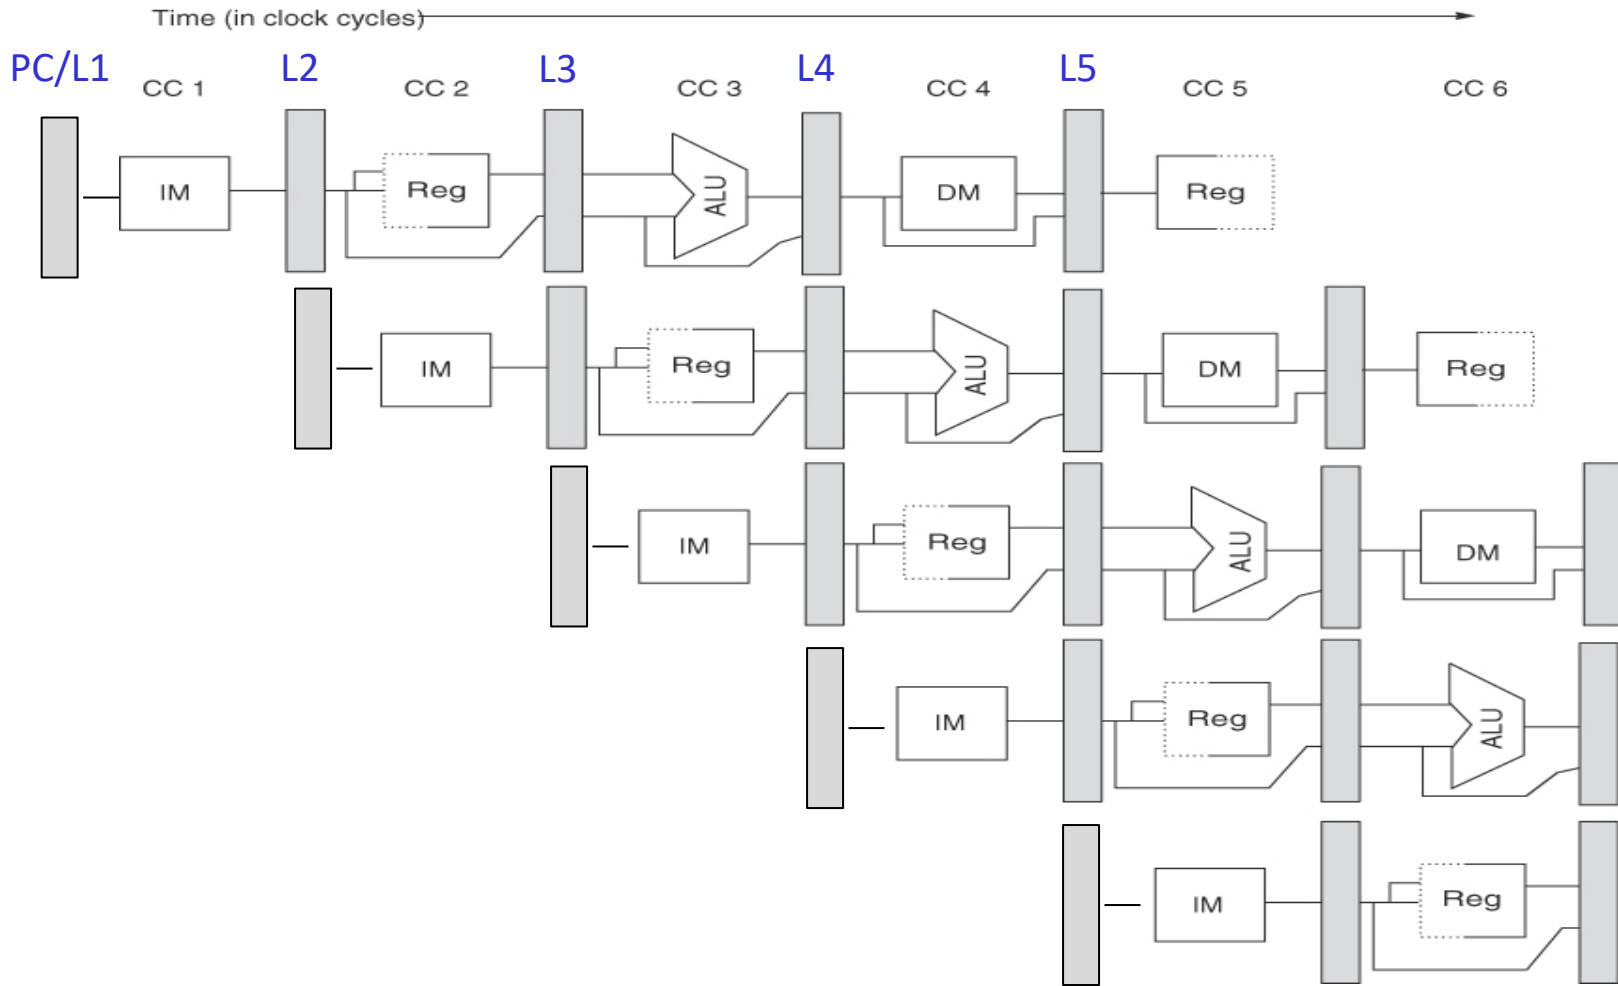 Time (in clock cycles)
PC/L1 L2 L3 L4 L5
CC 1 CC 2 CC 3 CC 4 CC 5 CC 6
IM Reg ALU DM Reg
IM Reg ALU DM Reg
IM Reg ALU DM
IM Reg ALU
IM Reg